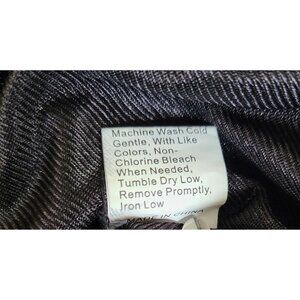 Machine Wash Cold
Gentle, With Like
Colors, Non-
Chlorine Bleach
When Needed,
Tumble Dry Low,
Remove Promptly,
Iron Low
MADE IN CHINA